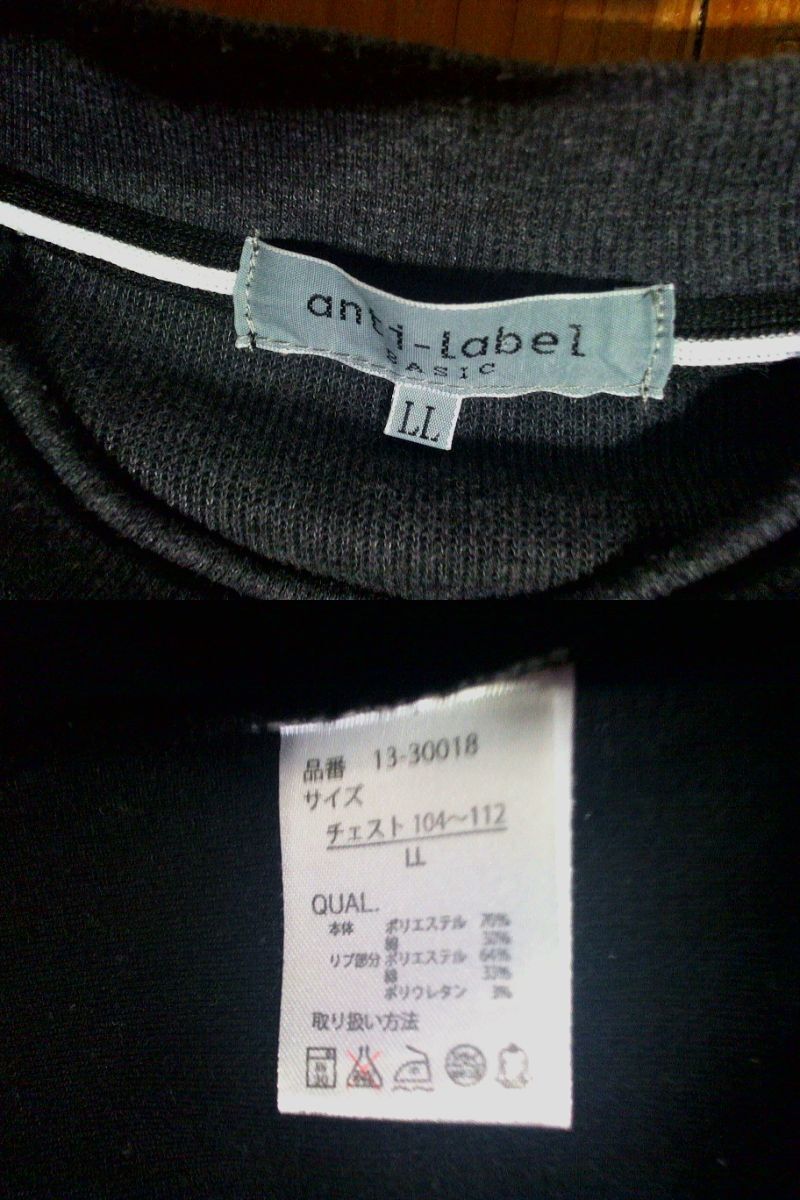 anti-label
BASIC
LL
品番 13-30018
サイズ
チェスト 104～112
LL
QUAL.
本体 ポリエステル 70%
綿 30%
リブ部分 ポリエステル 64%
綿 33%
ポリウレタン 3%
取り扱い方法